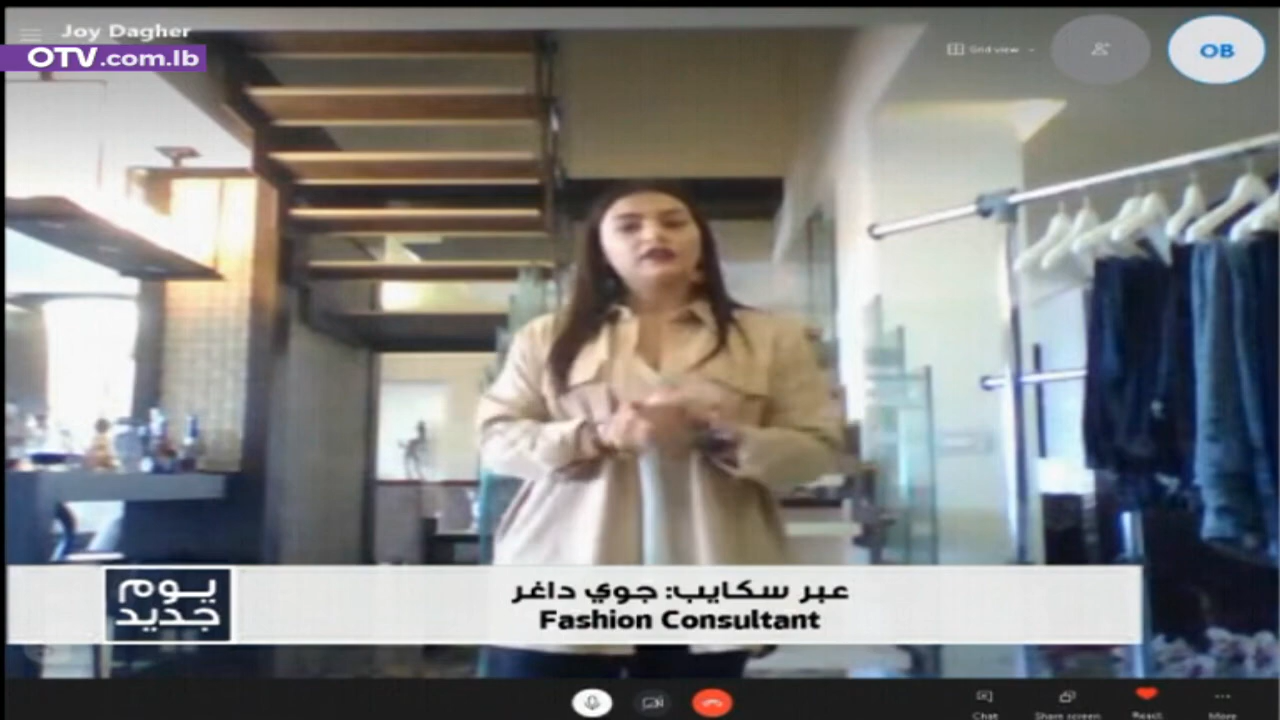 Joy Dagher
OTV.com.lb
Grid view
OB
عبر سكايب: جوي داغر
Fashion Consultant
يوم
جديد
Chat
Share screen
React
More